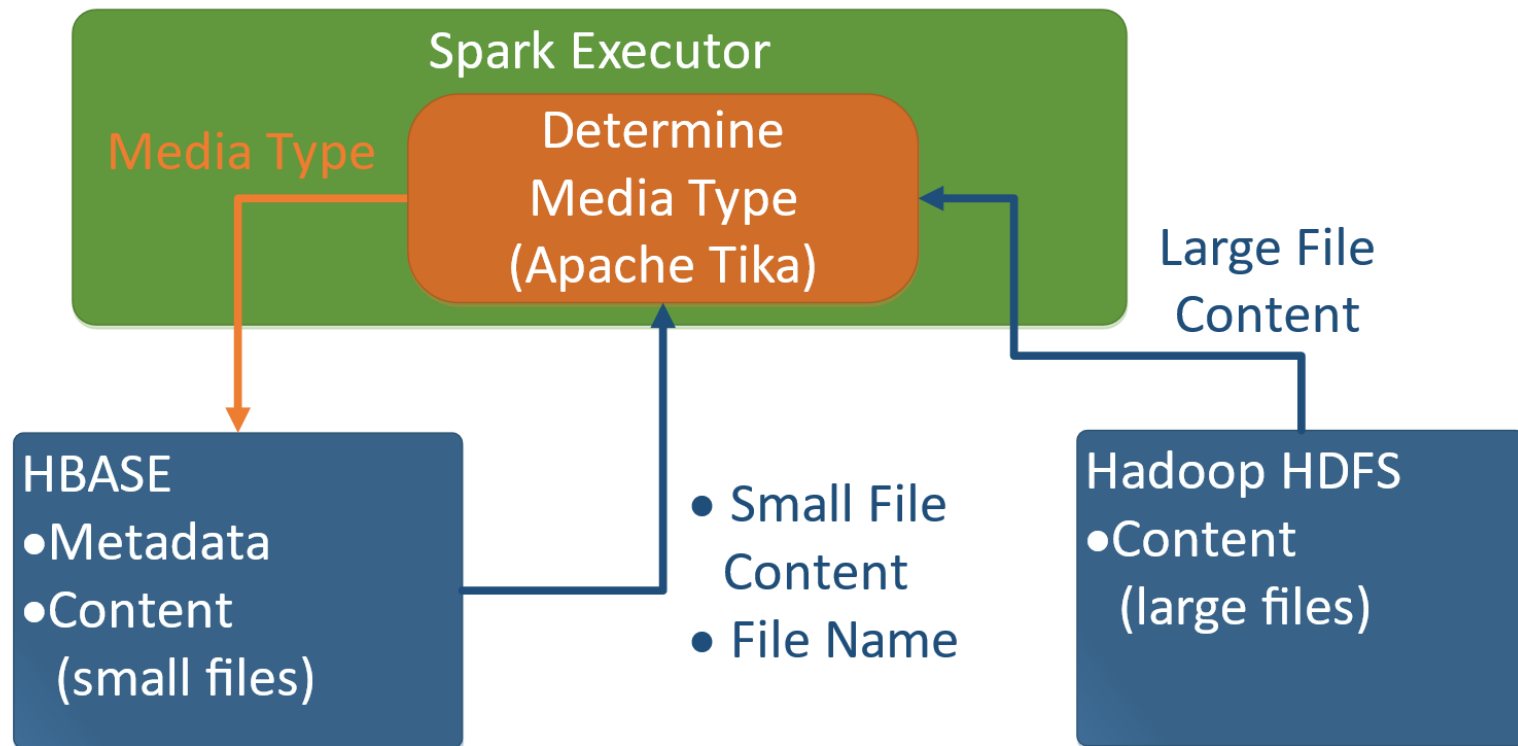 Spark Executor
Media Type
Determine
Media Type
(Apache Tika)
Large File
Content
HBASE
•Metadata
•Content
(small files)
• Small File
Content
• File Name
Hadoop HDFS
•Content
(large files)